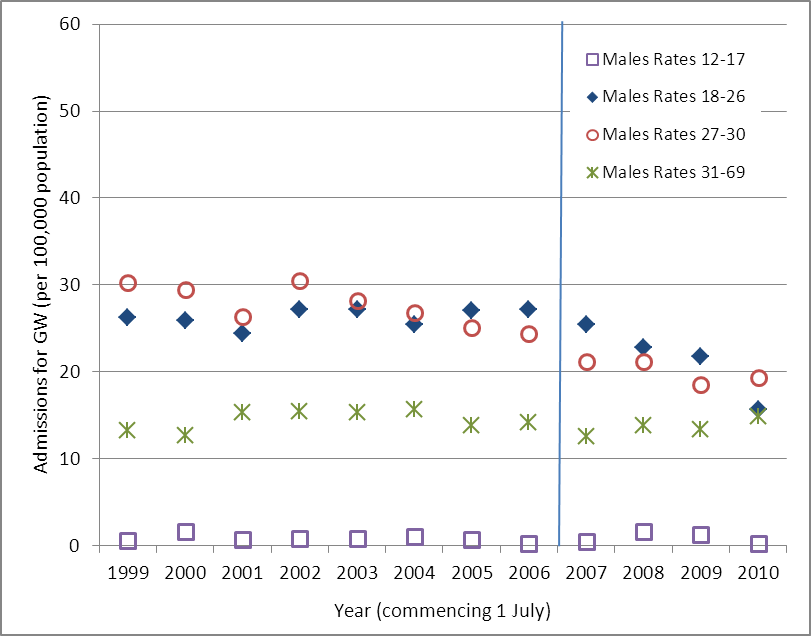 60
50
40
30
20
10
0
Admissions for GW (per 100,000 population)
Males Rates 12-17
Males Rates 18-26
Males Rates 27-30
Males Rates 31-69
1999 2000 2001 2002 2003 2004 2005 2006 2007 2008 2009 2010
Year (commencing 1 July)